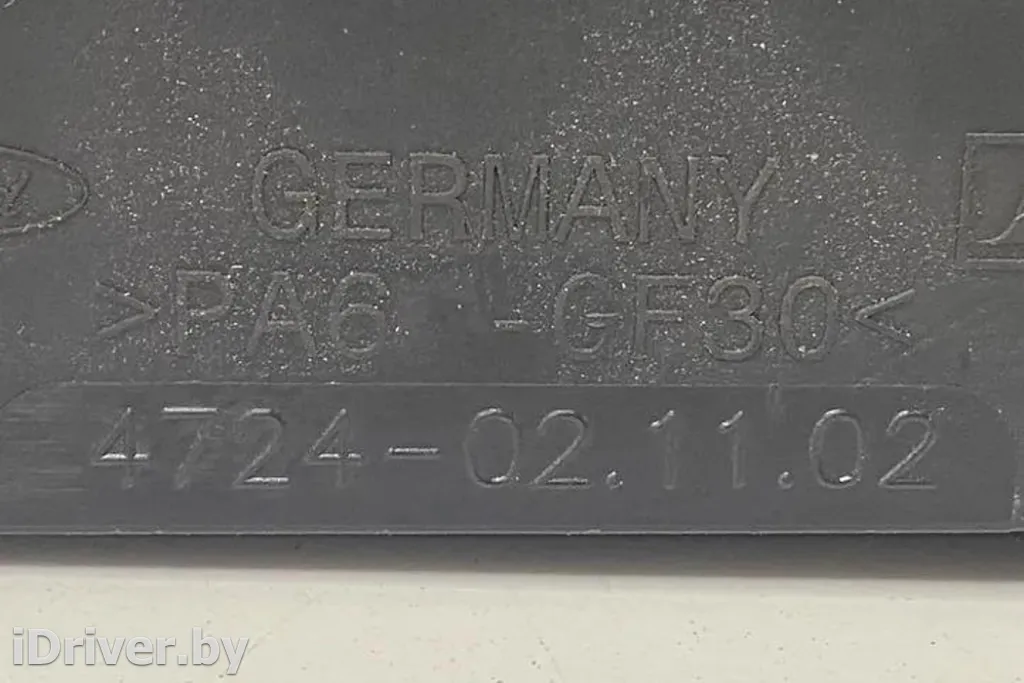 GERMANY
>PA6 -GF30<
4724-02.11.02
iDriver.by